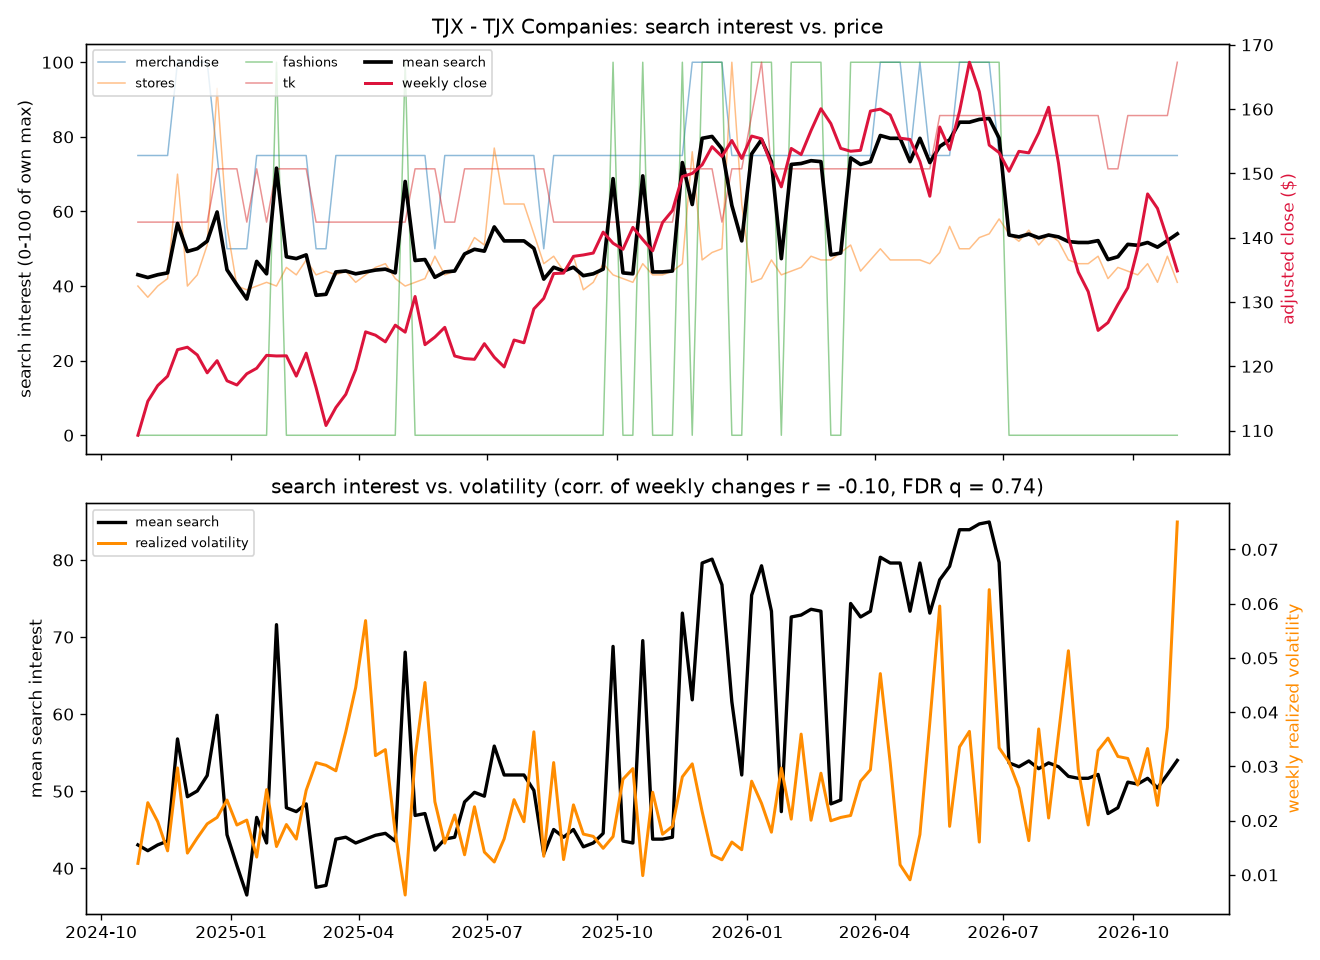 TJX - TJX Companies: search interest vs. price
merchandise
stores
fashions
tk
mean search
weekly close
search interest (0-100 of own max)
100
80
60
40
20
0
adjusted close ($)
170
160
150
140
130
120
110
search interest vs. volatility (corr. of weekly changes r = -0.10, FDR q = 0.74)
mean search
realized volatility
mean search interest
80
70
60
50
40
weekly realized volatility
0.07
0.06
0.05
0.04
0.03
0.02
0.01
2024-10
2025-01
2025-04
2025-07
2025-10
2026-01
2026-04
2026-07
2026-10